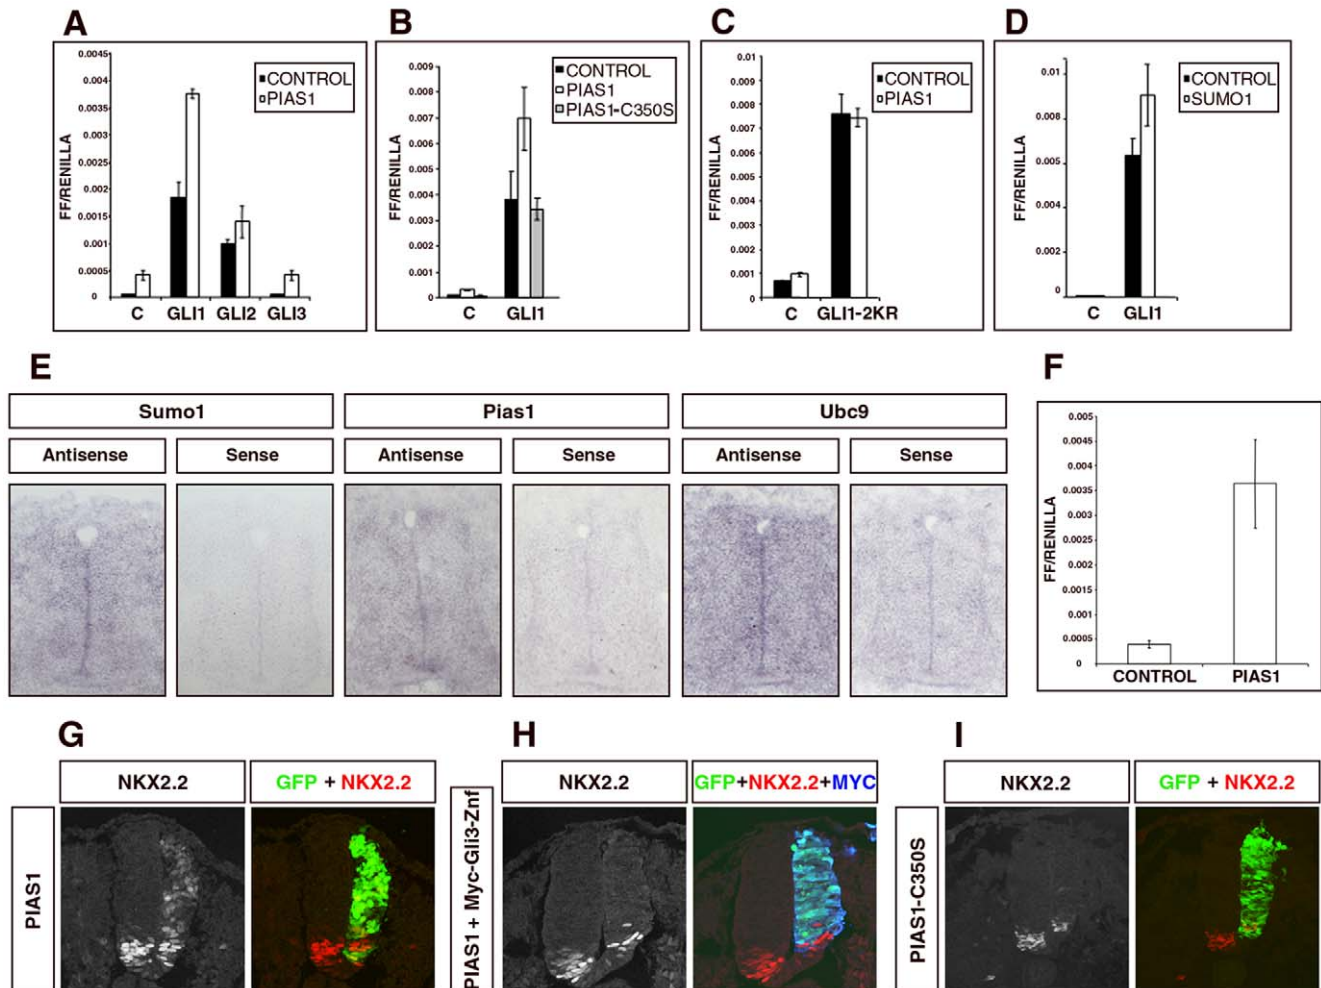 A
FF/RENILLA
0.0045
0.004
0.0035
0.003
0.0025
0.002
0.0015
0.001
0.0005
0
CONTROL
PIAS1
C GLI1 GLI2 GLI3
B
FF/RENILLA
0.009
0.008
0.007
0.006
0.005
0.004
0.003
0.002
0.001
0
CONTROL
PIAS1
PIAS1-C350S
C GLI1
C
FF/RENILLA
0.01
0.009
0.008
0.007
0.006
0.005
0.004
0.003
0.002
0.001
0
CONTROL
PIAS1
C GLI1-2KR
D
FF/RENILLA
0.01
0.008
0.005
0.004
0.002
0
CONTROL
SUMO1
C GLI1
E
Sumo1 Pias1 Ubc9
Antisense Sense Antisense Sense Antisense Sense
F
FF/RENILLA
0.005
0.0045
0.004
0.0035
0.003
0.0025
0.002
0.0015
0.001
0.0005
0
CONTROL PIAS1
G
NKX2.2 GFP + NKX2.2
PIAS1
H
NKX2.2 GFP+NKX2.2+MYC
PIAS1 + Myc-Gli3-Znf
I
NKX2.2 GFP + NKX2.2
PIAS1-C350S